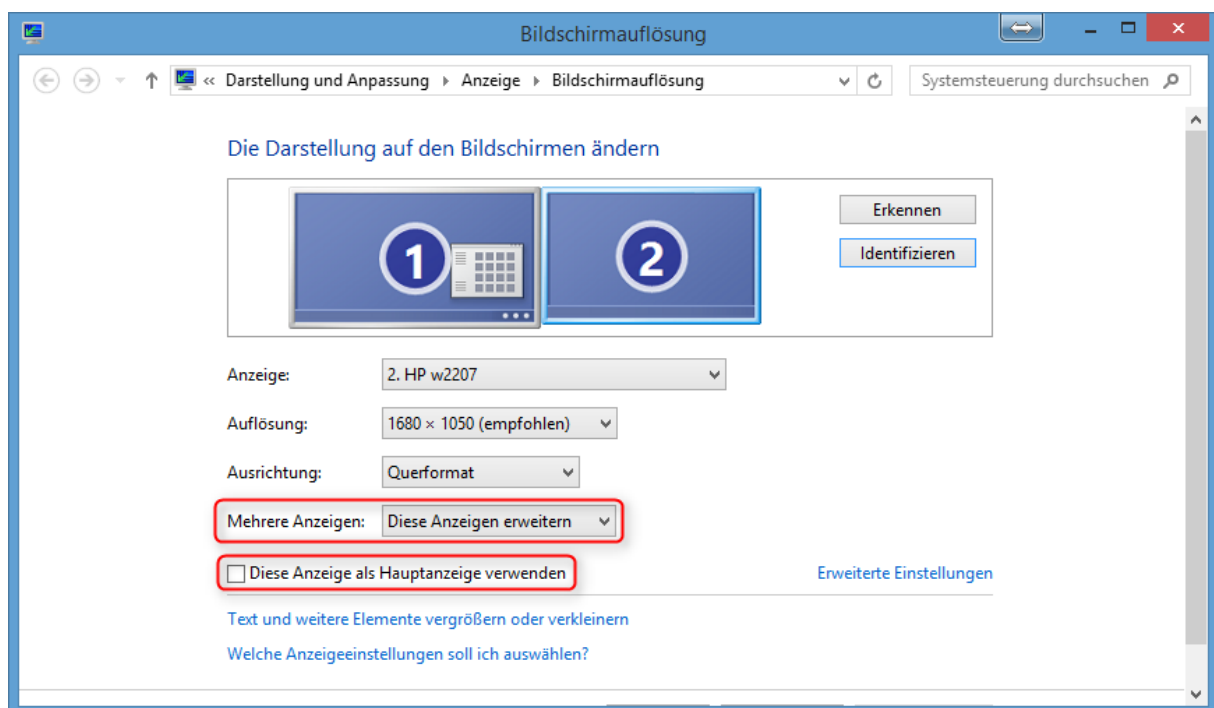 Bildschirmauflösung
« Darstellung und Anpassung Anzeige Bildschirmauflösung Systemsteuerung durchsuchen
Die Darstellung auf den Bildschirmen ändern
1 2
Erkennen
Identifizieren
Anzeige: 2. HP w2207
Auflösung: 1680 × 1050 (empfohlen)
Ausrichtung: Querformat
Mehrere Anzeigen: Diese Anzeigen erweitern
Diese Anzeige als Hauptanzeige verwenden Erweiterte Einstellungen
Text und weitere Elemente vergrößern oder verkleinern
Welche Anzeigeeinstellungen soll ich auswählen?